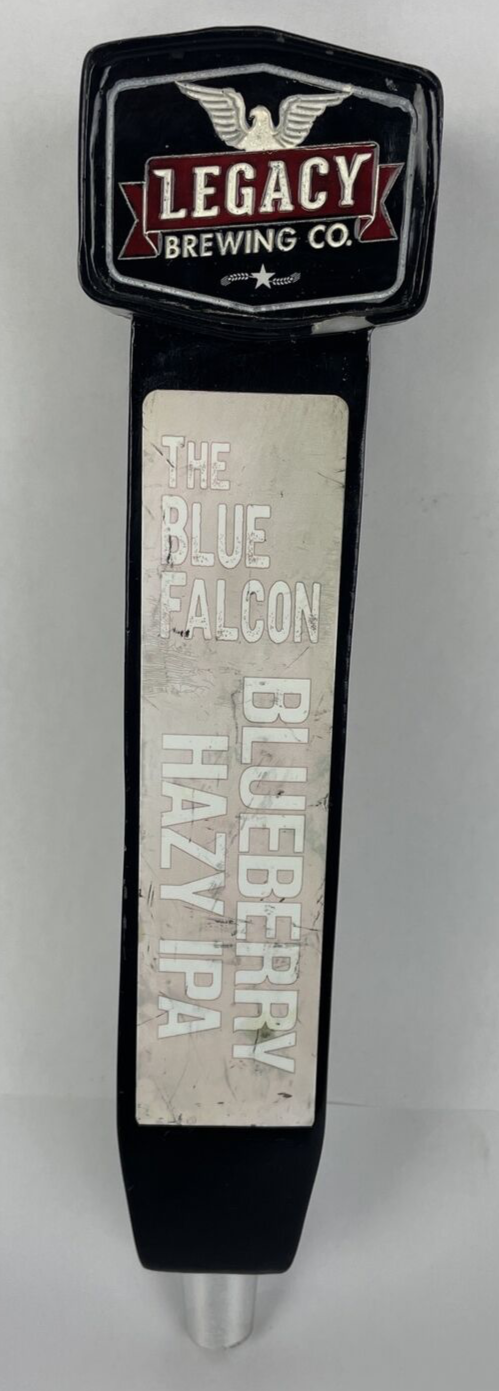 LEGACY
BREWING CO.
THE
BLUE
FALCON
BLUEBERRY
HAZY IPA